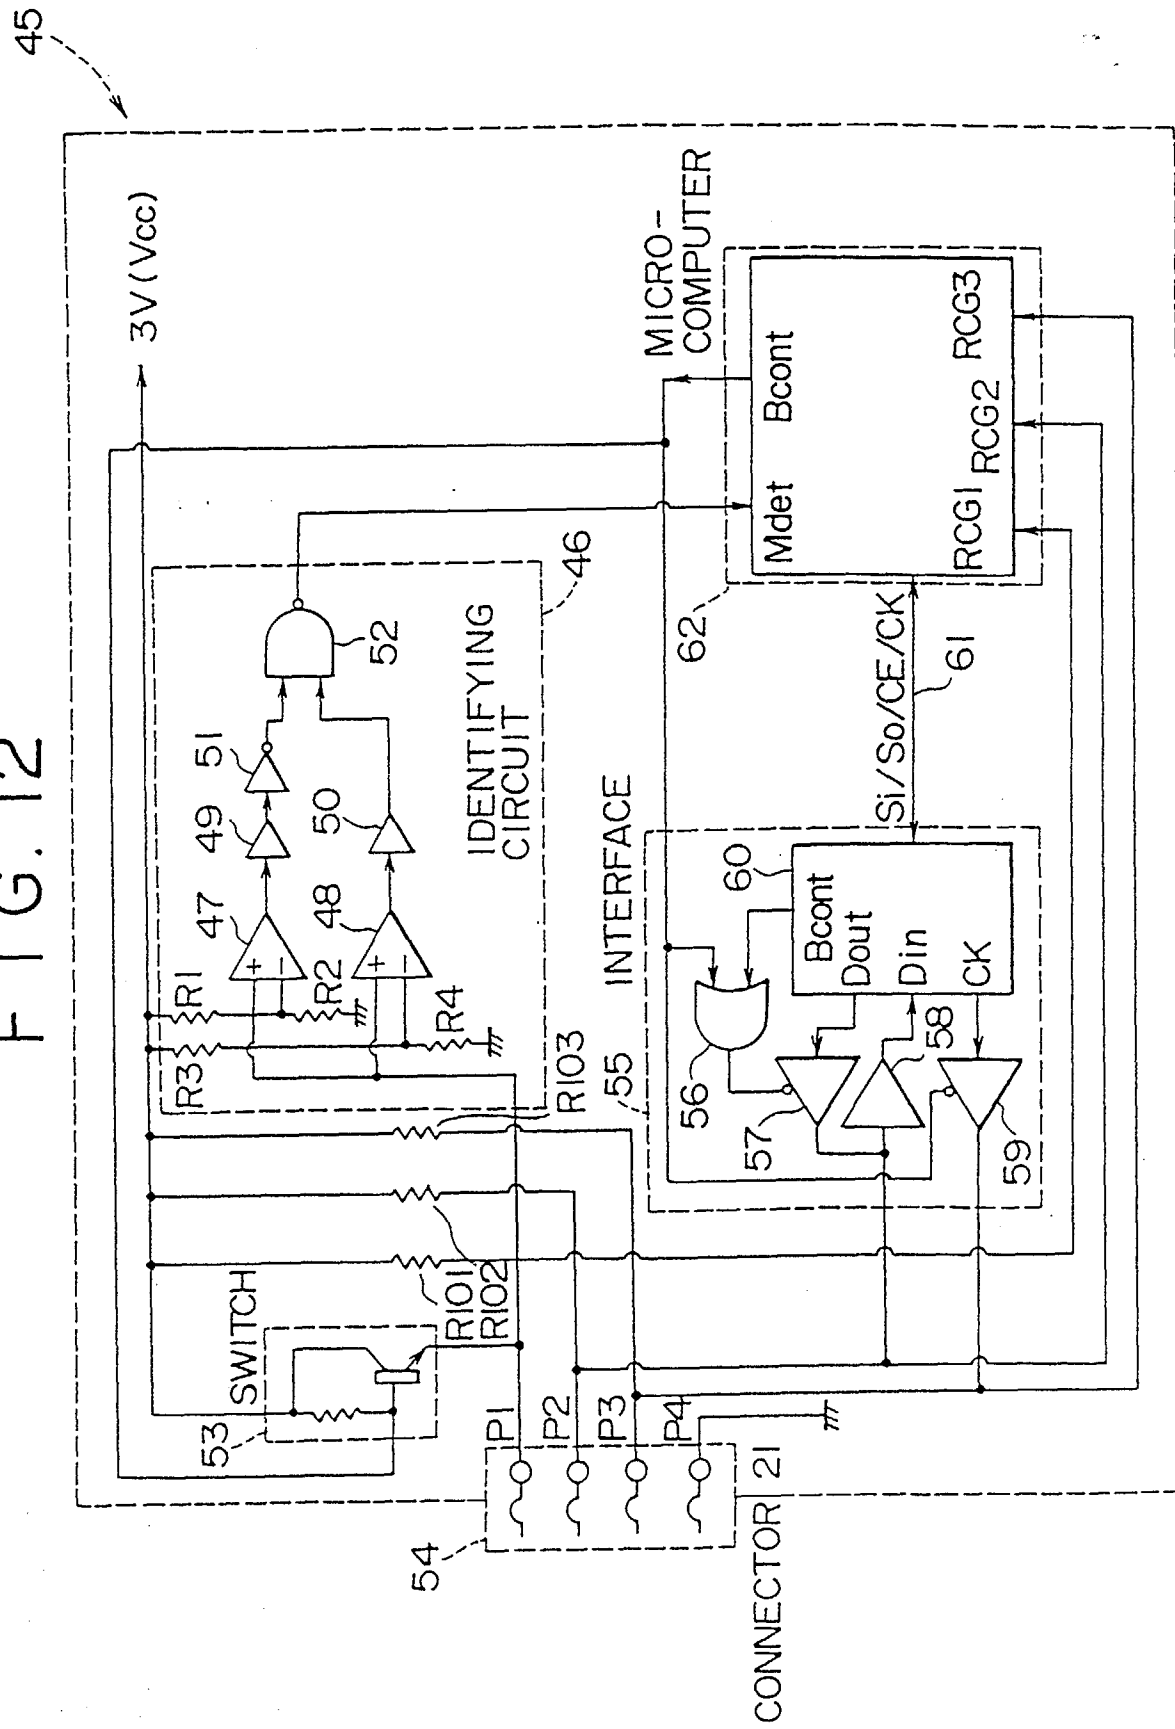 FIG. 12
45
3V(Vcc)
R1
R2
R3
R4
47
48
49
50
51
52
46
IDENTIFYING
CIRCUIT
SWITCH
53
R101
R102
R103
MICRO-
COMPUTER
Mdet
Bcont
RCG1
RCG2
RCG3
62
Si/So/CE/CK
61
INTERFACE
55
56
57
58
59
60
Bcont
Dout
Din
CK
P1
P2
P3
P4
54
CONNECTOR 21